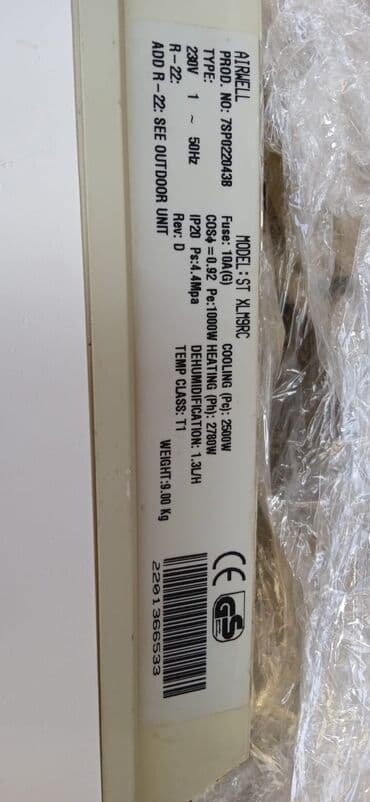 AIRWELL MODEL: ST XLM9RC
PROD. NO: 7SP022043B Fuse: 10A(G) COOLING (Pc): 2500W
TYPE: COSϕ=0.92 Pe:1000W HEATING (Ph): 2780W
230V 1 ~ 50Hz IP20 Ps:4.4Mpa DEHUMIDIFICATION: 1.3L/H
R-22: Rev: D TEMP CLASS: T1
ADD R-22: SEE OUTDOOR UNIT WEIGHT:9.00 Kg
CE GS
2201366533